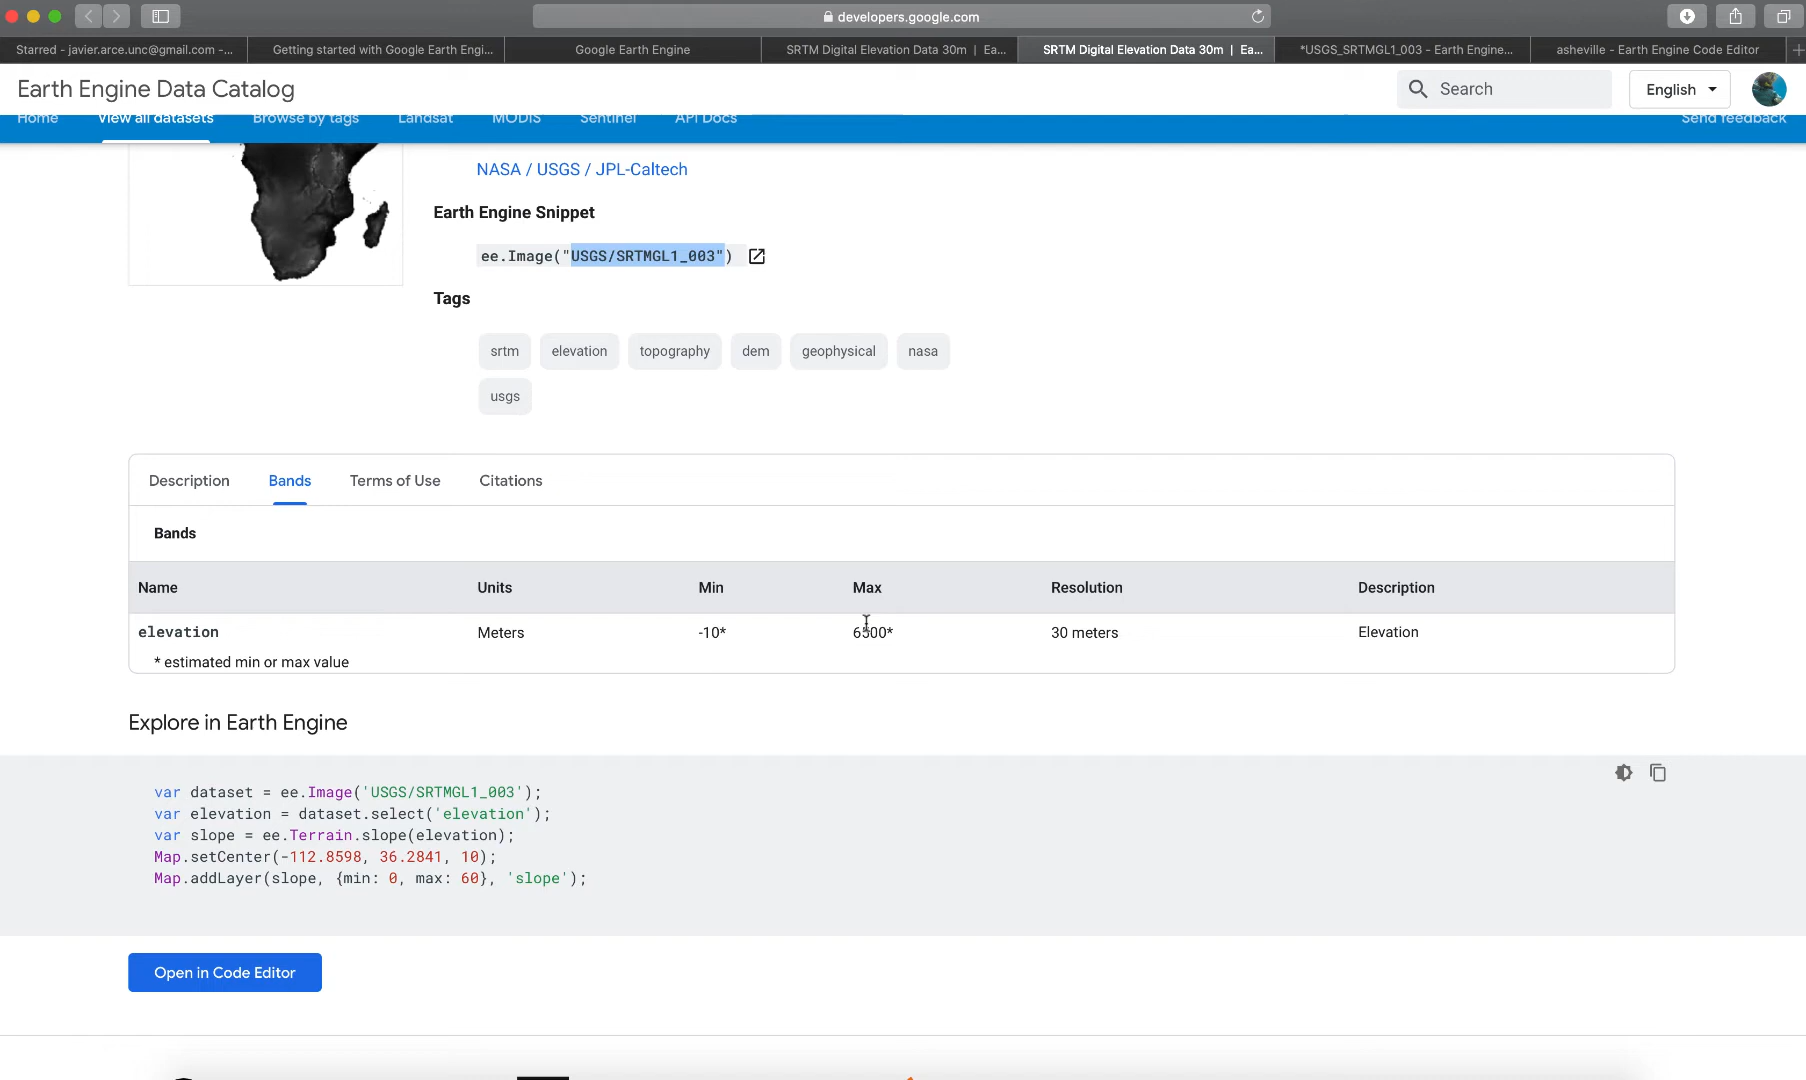 developers.google.com
Starred - javier.arce.unc@gmail.com -...
Getting started with Google Earth Engi...
Google Earth Engine
SRTM Digital Elevation Data 30m | Ea...
SRTM Digital Elevation Data 30m | Ea...
*USGS_SRTMGL1_003 - Earth Engine...
asheville - Earth Engine Code Editor
Earth Engine Data Catalog
Search
English
Home
View all datasets
Browse by tags
Landsat
MODIS
Sentinel
API Docs
Send feedback
NASA / USGS / JPL-Caltech
Earth Engine Snippet
ee.Image("USGS/SRTMGL1_003")
Tags
srtm
elevation
topography
dem
geophysical
nasa
usgs
Description
Bands
Terms of Use
Citations
Bands
Name Units Min Max Resolution Description
elevation Meters -10* 6500* 30 meters Elevation
* estimated min or max value
Explore in Earth Engine
var dataset = ee.Image('USGS/SRTMGL1_003');
var elevation = dataset.select('elevation');
var slope = ee.Terrain.slope(elevation);
Map.setCenter(-112.8598, 36.2841, 10);
Map.addLayer(slope, {min: 0, max: 60}, 'slope');
Open in Code Editor